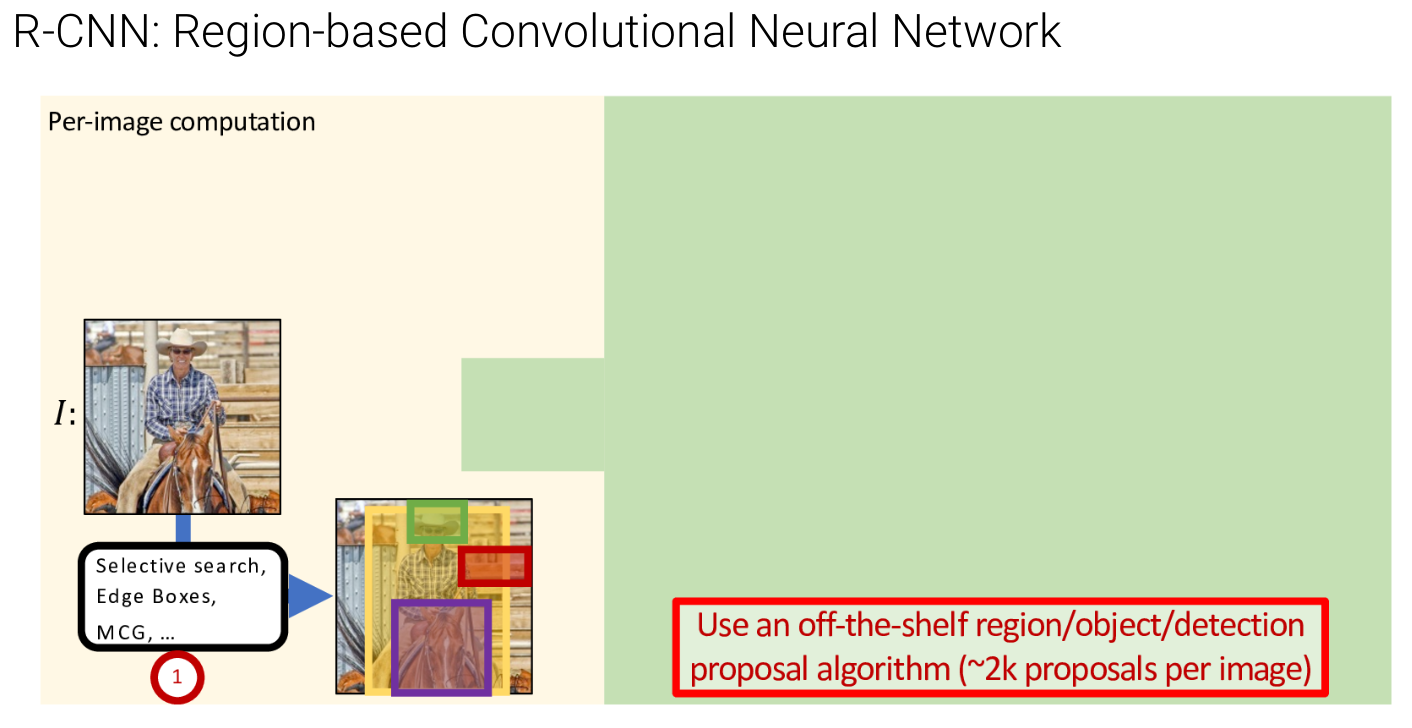 R-CNN: Region-based Convolutional Neural Network
Per-image computation
I:
Selective search,
Edge Boxes,
MCG, ...
1
Use an off-the-shelf region/object/detection
proposal algorithm (~2k proposals per image)